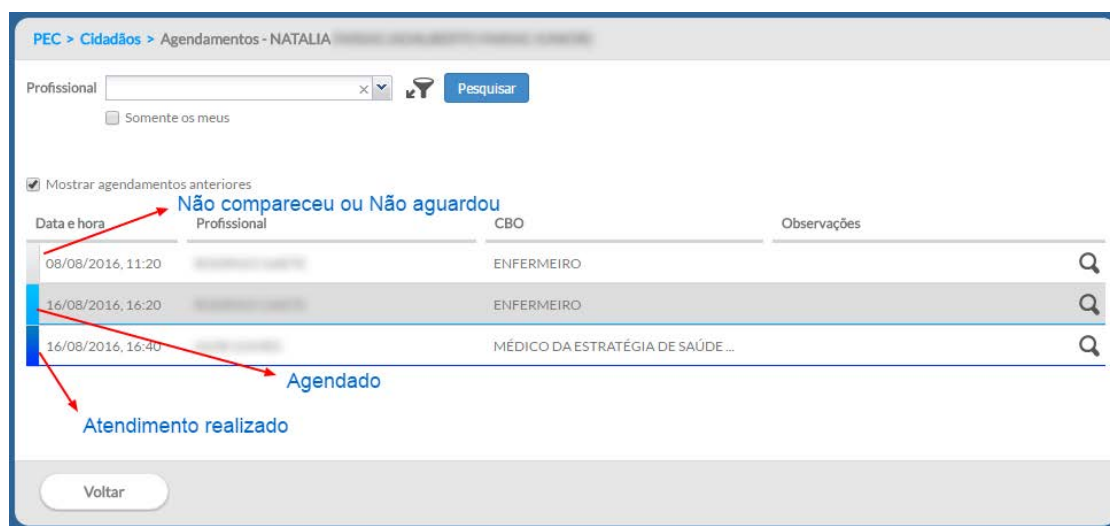 PEC > Cidadãos > Agendamentos - NATALIA
Profissional
Pesquisar
Somente os meus
Mostrar agendamentos anteriores
Não compareceu ou Não aguardou
Data e hora Profissional CBO Observações
08/08/2016, 11:20 ENFERMEIRO
16/08/2016, 16:20 ENFERMEIRO
16/08/2016, 16:40 MÉDICO DA ESTRATÉGIA DE SAÚDE ...
Agendado
Atendimento realizado
Voltar